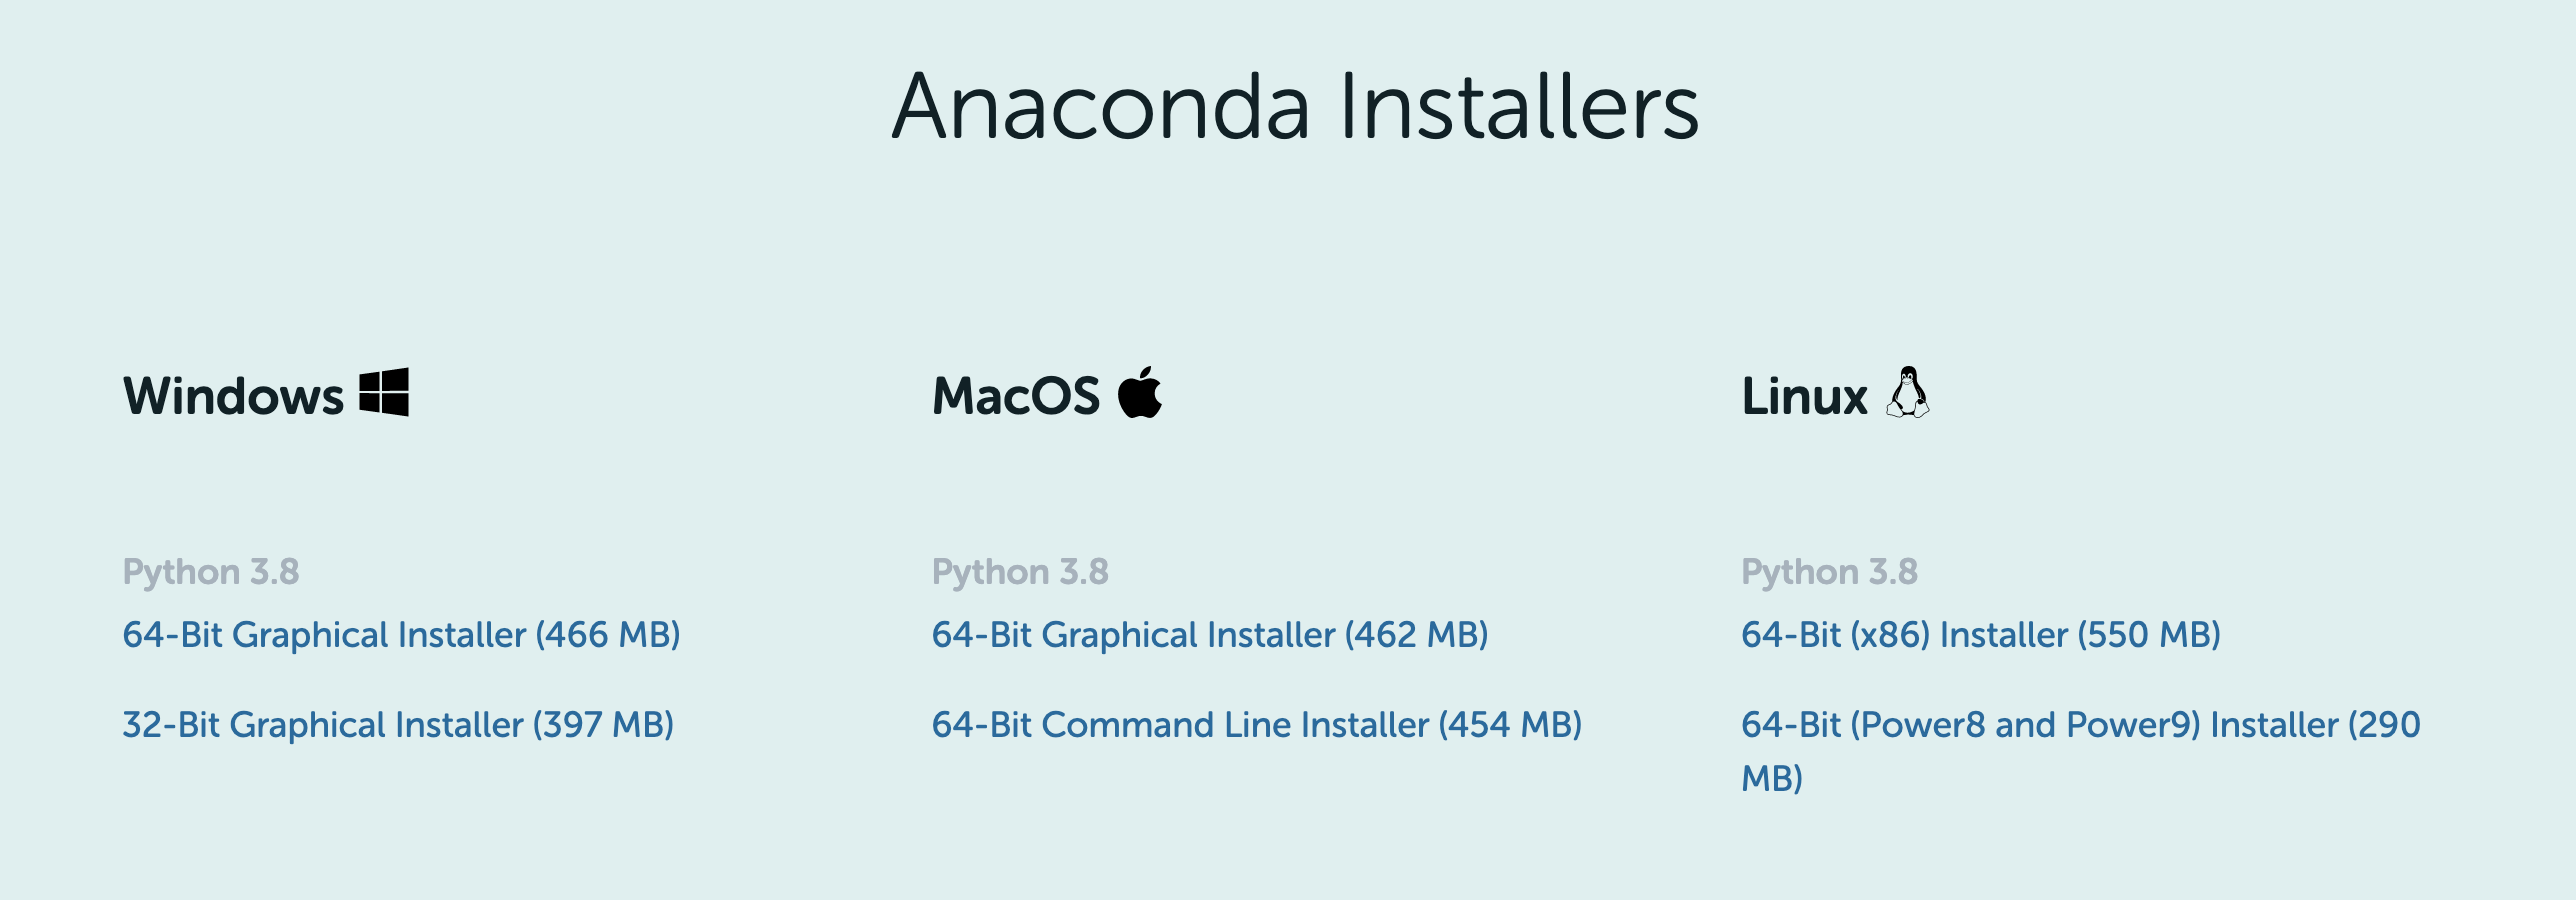 Anaconda Installers
Windows
MacOS
Linux
Python 3.8
64-Bit Graphical Installer (466 MB)
32-Bit Graphical Installer (397 MB)
Python 3.8
64-Bit Graphical Installer (462 MB)
64-Bit Command Line Installer (454 MB)
Python 3.8
64-Bit (x86) Installer (550 MB)
64-Bit (Power8 and Power9) Installer (290
MB)